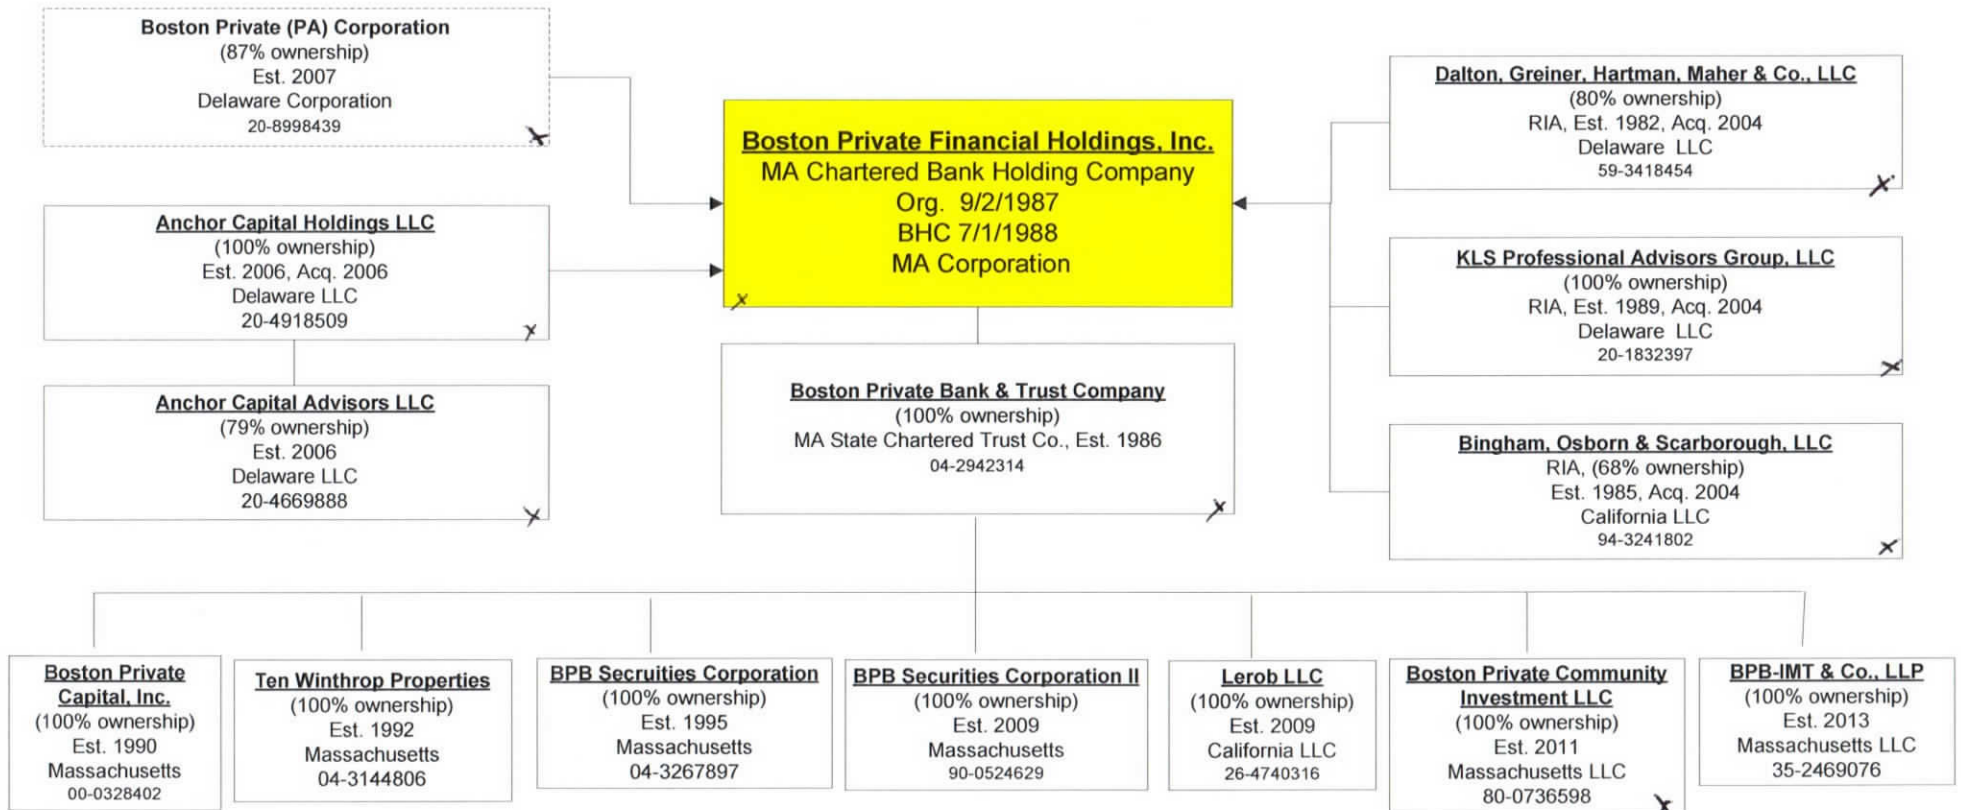 Boston Private (PA) Corporation
(87% ownership)
Est. 2007
Delaware Corporation
20-8998439
Anchor Capital Holdings LLC
(100% ownership)
Est. 2006, Acq. 2006
Delaware LLC
20-4918509
Anchor Capital Advisors LLC
(79% ownership)
Est. 2006
Delaware LLC
20-4669888
Boston Private Financial Holdings, Inc.
MA Chartered Bank Holding Company
Org. 9/2/1987
BHC 7/1/1988
MA Corporation
Boston Private Bank & Trust Company
(100% ownership)
MA State Chartered Trust Co., Est. 1986
04-2942314
Dalton, Greiner, Hartman, Maher & Co., LLC
(80% ownership)
RIA, Est. 1982, Acq. 2004
Delaware LLC
59-3418454
KLS Professional Advisors Group, LLC
(100% ownership)
RIA, Est. 1989, Acq. 2004
Delaware LLC
20-1832397
Bingham, Osborn & Scarborough, LLC
RIA, (68% ownership)
Est. 1985, Acq. 2004
California LLC
94-3241802
Boston Private
Capital, Inc.
(100% ownership)
Est. 1990
Massachusetts
00-0328402
Ten Winthrop Properties
(100% ownership)
Est. 1992
Massachusetts
04-3144806
BPB Secruities Corporation
(100% ownership)
Est. 1995
Massachusetts
04-3267897
BPB Securities Corporation II
(100% ownership)
Est. 2009
Massachusetts
90-0524629
Lerob LLC
(100% ownership)
Est. 2009
California LLC
26-4740316
Boston Private Community
Investment LLC
(100% ownership)
Est. 2011
Massachusetts LLC
80-0736598
BPB-IMT & Co., LLP
(100% ownership)
Est. 2013
Massachusetts LLC
35-2469076